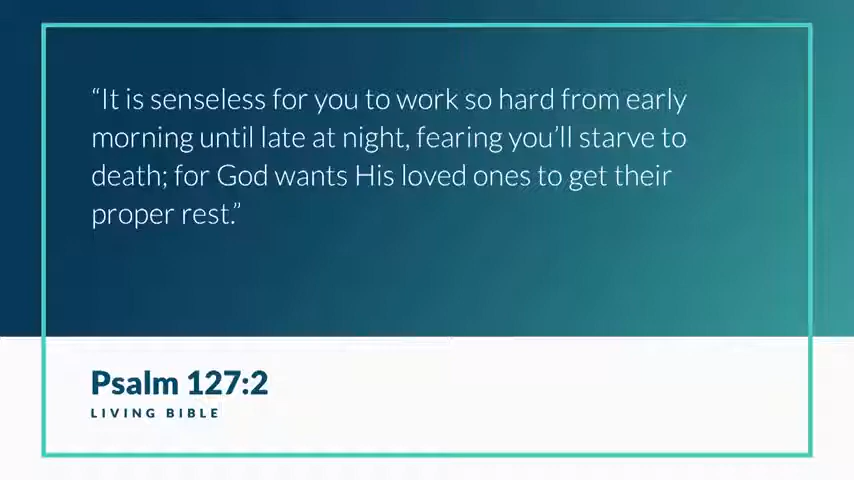 “It is senseless for you to work so hard from early
morning until late at night, fearing you’ll starve to
death; for God wants His loved ones to get their
proper rest.”
Psalm 127:2
LIVING BIBLE